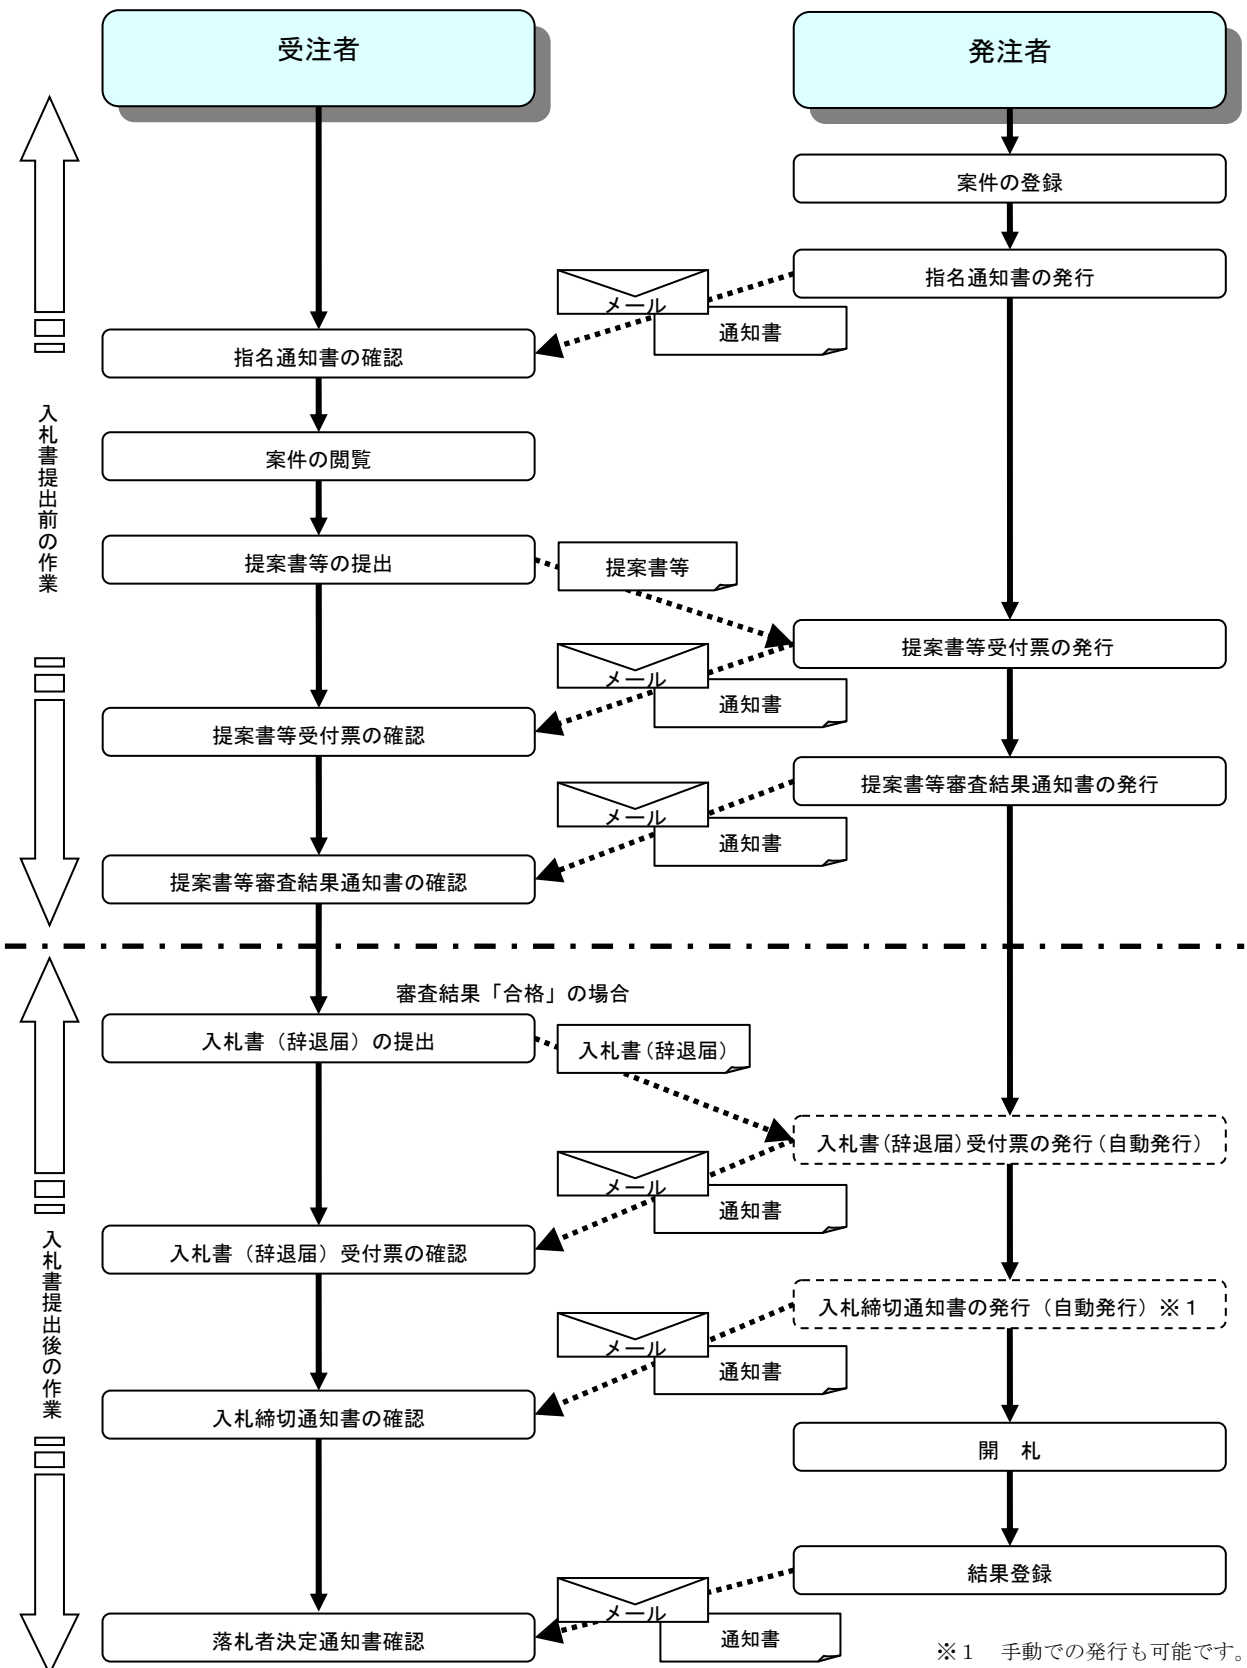 受注者
発注者
案件の登録
指名通知書の発行
メール
通知書
指名通知書の確認
入札書提出前の作業
案件の閲覧
提案書等の提出
提案書等
提案書等受付票の発行
メール
通知書
提案書等受付票の確認
提案書等審査結果通知書の発行
メール
通知書
提案書等審査結果通知書の確認
審査結果「合格」の場合
入札書（辞退届）の提出
入札書(辞退届)
入札書(辞退届)受付票の発行(自動発行)
メール
通知書
入札書（辞退届）受付票の確認
入札書提出後の作業
入札締切通知書の発行（自動発行）※１
メール
通知書
入札締切通知書の確認
開　札
結果登録
メール
通知書
落札者決定通知書確認
※１　手動での発行も可能です。